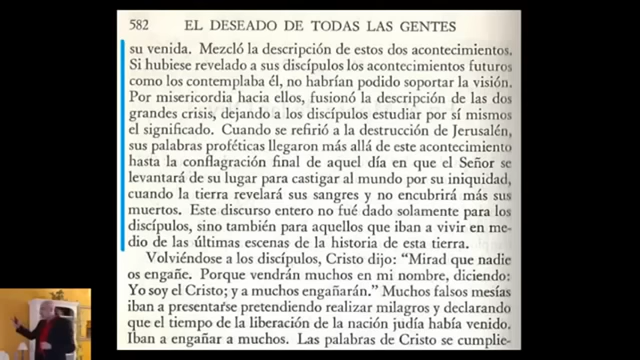 582 EL DESEADO DE TODAS LAS GENTES
su venida. Mezcló la descripción de estos dos acontecimientos.
Si hubiese revelado a sus discípulos los acontecimientos futuros
como los contemplaba él, no habrían podido soportar la visión.
Por misericordia hacia ellos, fusionó la descripción de las dos
grandes crisis, dejando a los discípulos estudiar por sí mismos
el significado. Cuando se refirió a la destrucción de Jerusalén,
sus palabras proféticas llegaron más allá de este acontecimiento
hasta la conflagración final de aquel día en que el Señor se
levantará de su lugar para castigar al mundo por su iniquidad,
cuando la tierra revelará sus sangres y no encubrirá más sus
muertos. Este discurso entero no fué dado solamente para los
discípulos, sino también para aquellos que iban a vivir en me-
dio de las últimas escenas de la historia de esta tierra.
Volviéndose a los discípulos, Cristo dijo: “Mirad que nadie
os engañe. Porque vendrán muchos en mi nombre, diciendo:
Yo soy el Cristo; y a muchos engañarán.” Muchos falsos mesías
iban a presentarse pretendiendo realizar milagros y declarando
que el tiempo de la liberación de la nación judía había venido.
Iban a engañar a muchos. Las palabras de Cristo se cumplie-